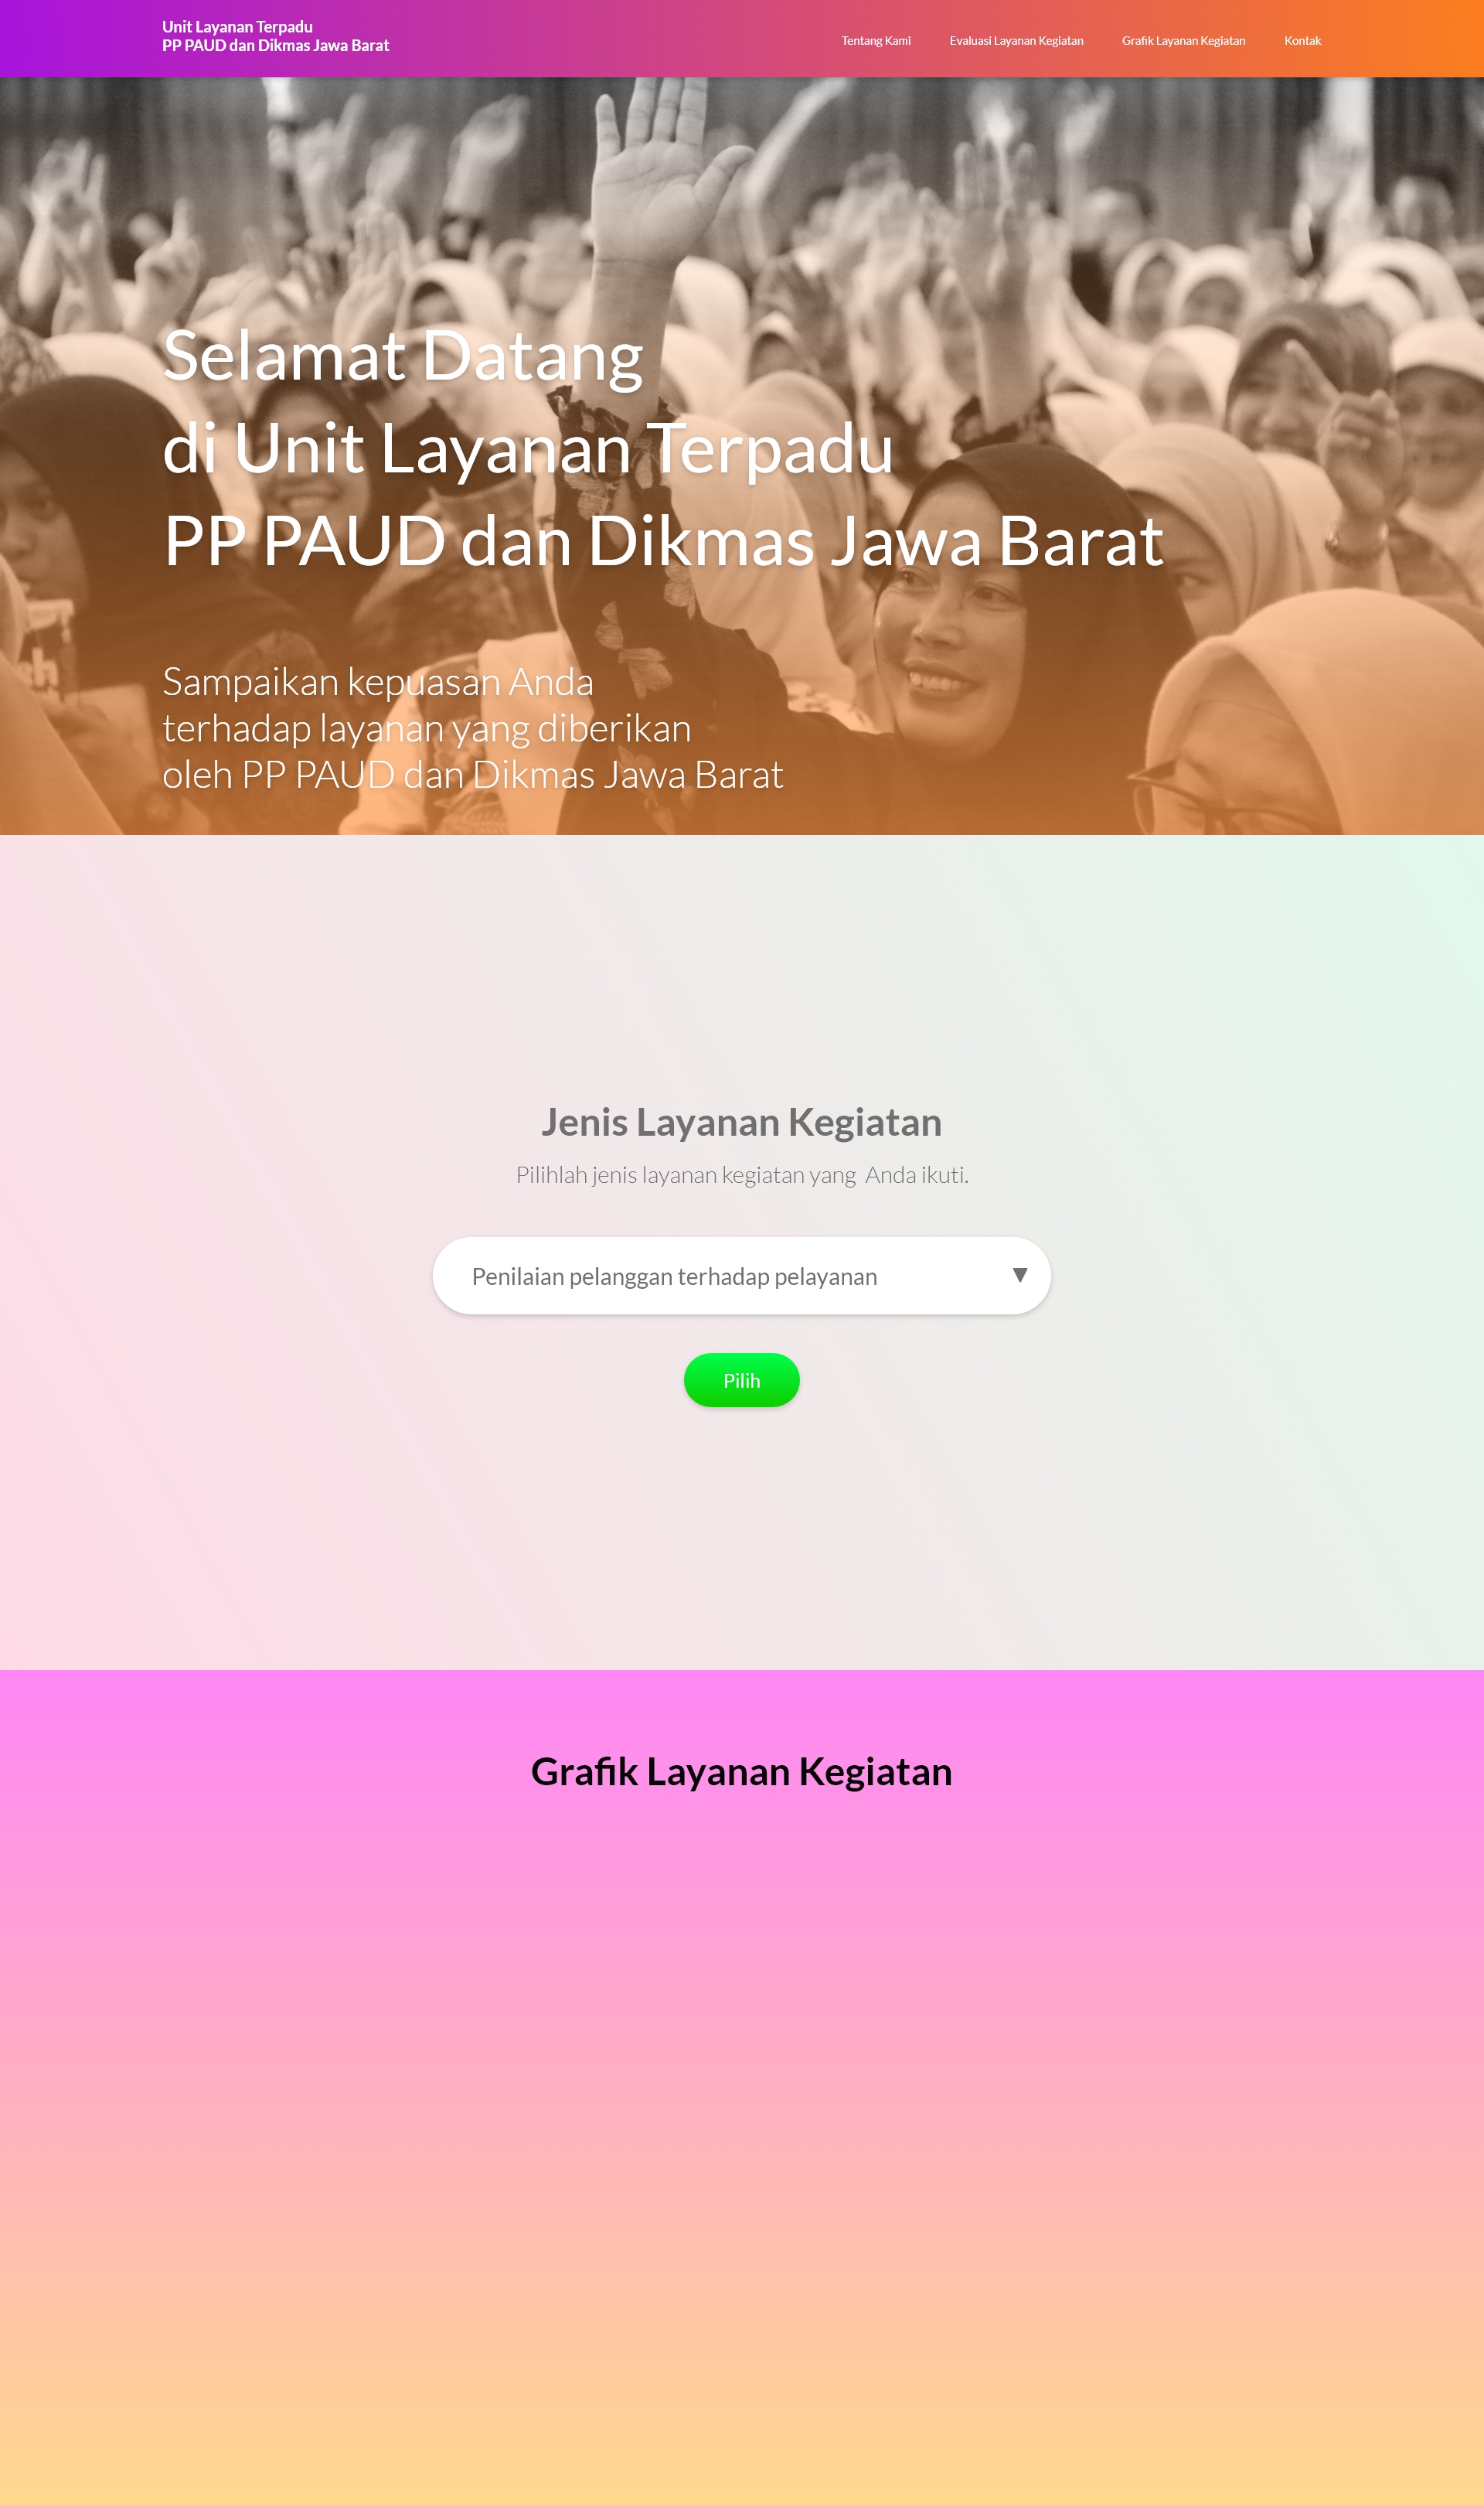 Unit Layanan Terpadu
PP PAUD dan Dikmas Jawa Barat
Tentang Kami
Evaluasi Layanan Kegiatan
Grafik Layanan Kegiatan
Kontak
Selamat Datang
di Unit Layanan Terpadu
PP PAUD dan Dikmas Jawa Barat
Sampaikan kepuasan Anda
terhadap layanan yang diberikan
oleh PP PAUD dan Dikmas Jawa Barat
Jenis Layanan Kegiatan
Pilihlah jenis layanan kegiatan yang  Anda ikuti.
Penilaian pelanggan terhadap pelayanan
Pilih
Grafik Layanan Kegiatan